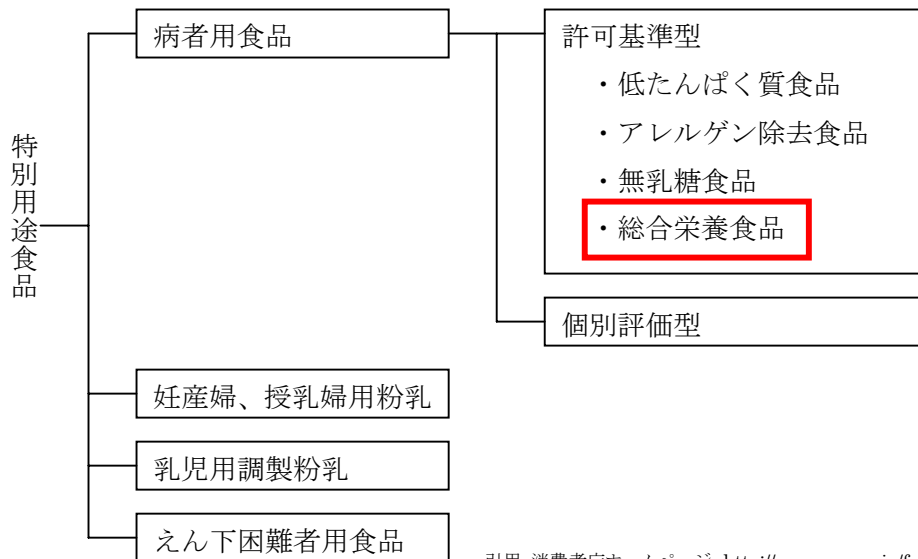 特別用途食品
病者用食品
許可基準型
・低たんぱく質食品
・アレルゲン除去食品
・無乳糖食品
・総合栄養食品
個別評価型
妊産婦、授乳婦用粉乳
乳児用調製粉乳
えん下困難者用食品